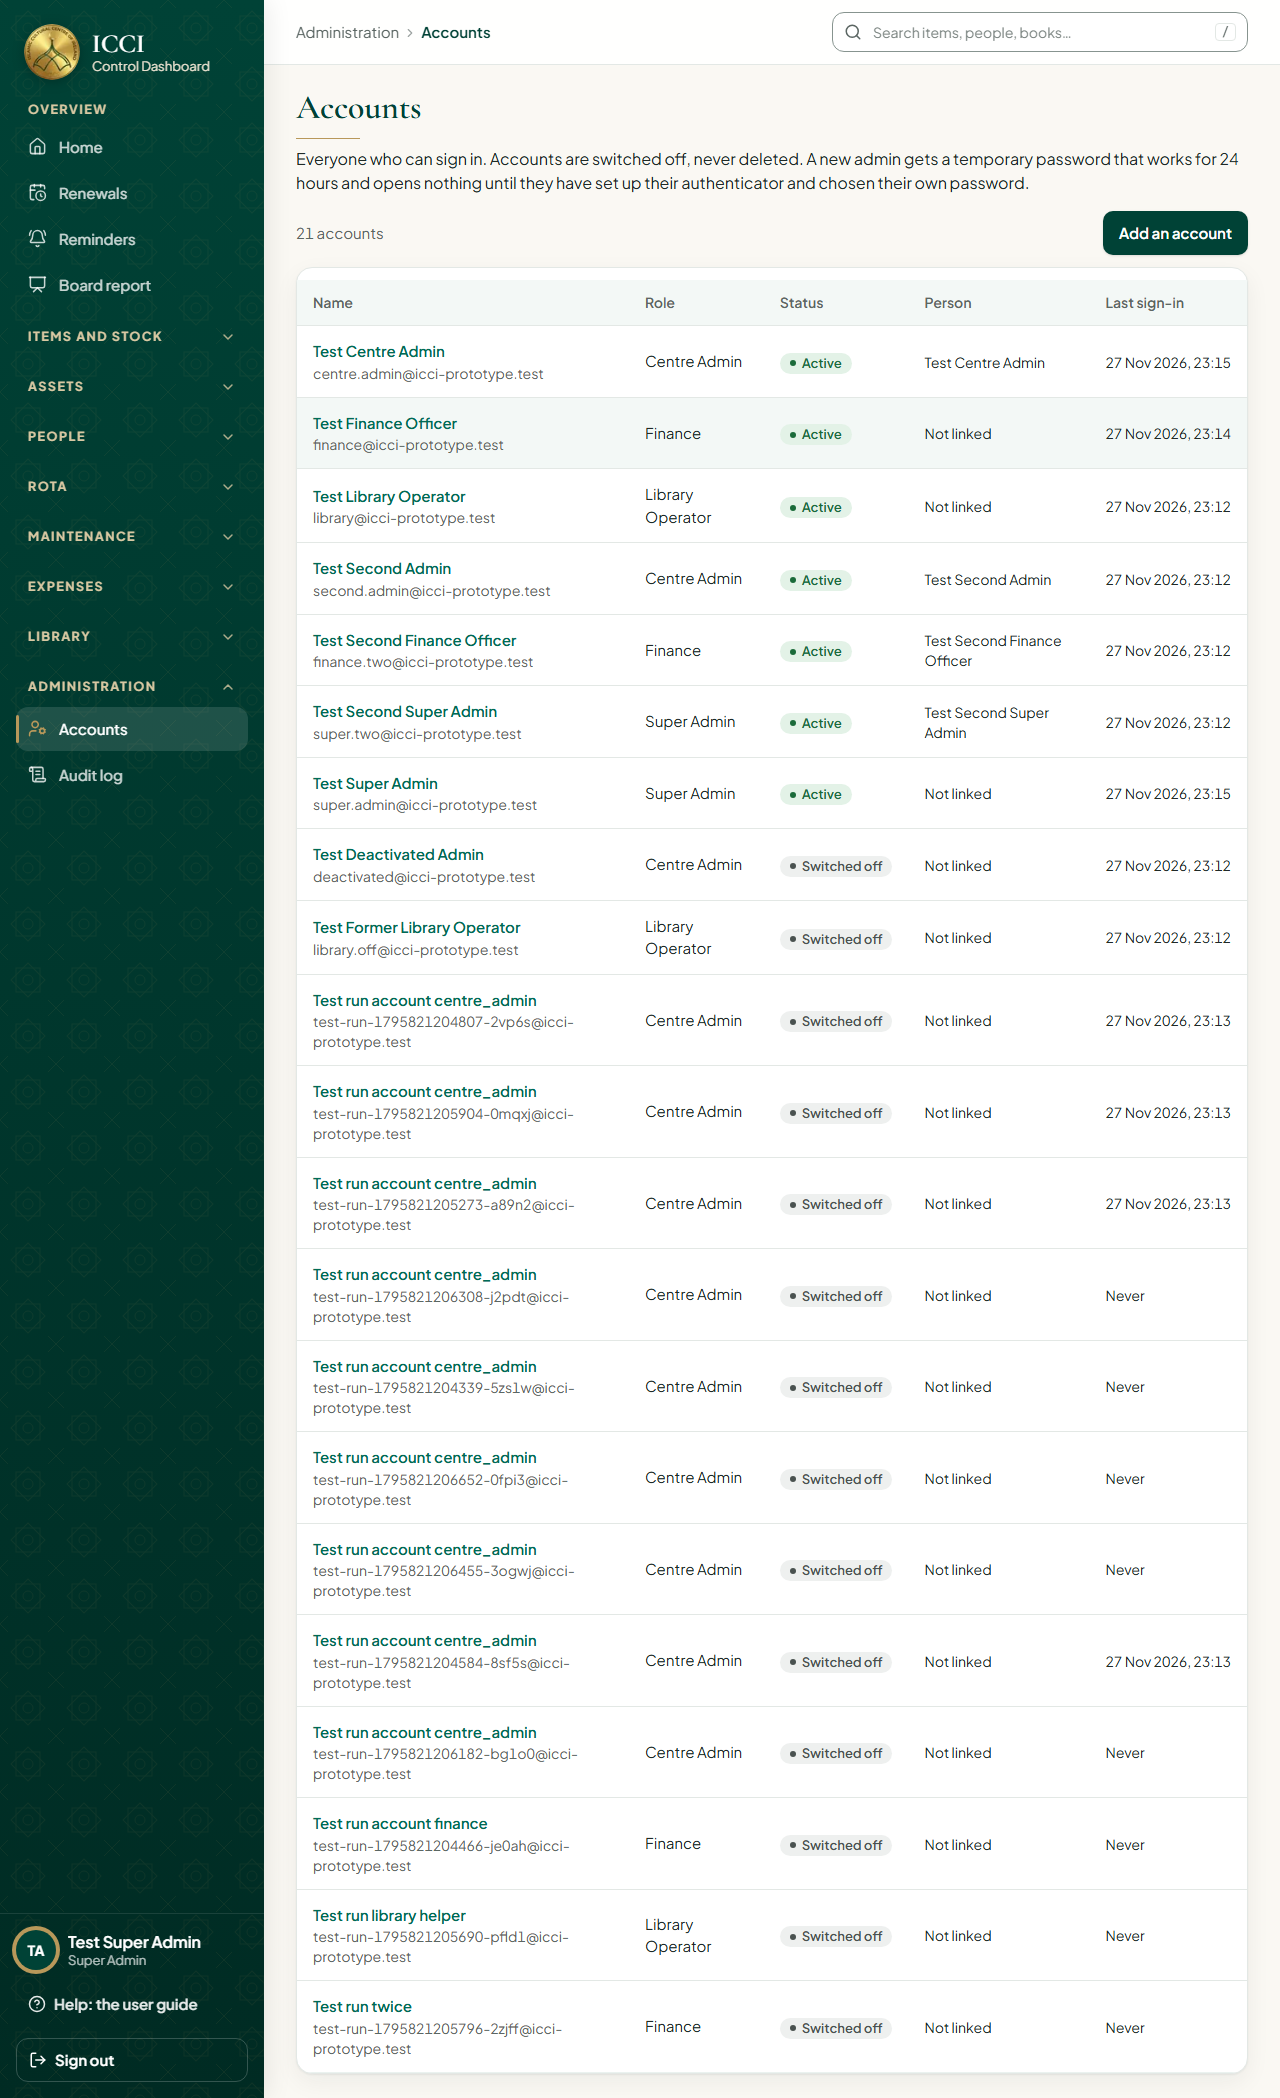 ICCI
Control Dashboard
OVERVIEW
Home
Renewals
Reminders
Board report
ITEMS AND STOCK
ASSETS
PEOPLE
ROTA
MAINTENANCE
EXPENSES
LIBRARY
ADMINISTRATION
Accounts
Audit log
TA
Test Super Admin
Super Admin
Help: the user guide
Sign out
Administration > Accounts
Search items, people, books...
/
Accounts
Everyone who can sign in. Accounts are switched off, never deleted. A new admin gets a temporary password that works for 24
hours and opens nothing until they have set up their authenticator and chosen their own password.
21 accounts
Add an account
Name Role Status Person Last sign-in
Test Centre Admin
centre.admin@icci-prototype.test
Centre Admin Active Test Centre Admin 27 Nov 2026, 23:15
Test Finance Officer
finance@icci-prototype.test
Finance Active Not linked 27 Nov 2026, 23:14
Test Library Operator
library@icci-prototype.test
Library
Operator
Active Not linked 27 Nov 2026, 23:12
Test Second Admin
second.admin@icci-prototype.test
Centre Admin Active Test Second Admin 27 Nov 2026, 23:12
Test Second Finance Officer
finance.two@icci-prototype.test
Finance Active
Test Second Finance
Officer
27 Nov 2026, 23:12
Test Second Super Admin
super.two@icci-prototype.test
Super Admin Active
Test Second Super
Admin
27 Nov 2026, 23:12
Test Super Admin
super.admin@icci-prototype.test
Super Admin Active Not linked 27 Nov 2026, 23:15
Test Deactivated Admin
deactivated@icci-prototype.test
Centre Admin Switched off Not linked 27 Nov 2026, 23:12
Test Former Library Operator
library.off@icci-prototype.test
Library
Operator
Switched off Not linked 27 Nov 2026, 23:12
Test run account centre_admin
test-run-1795821204807-2vp6s@icci-
prototype.test
Centre Admin Switched off Not linked 27 Nov 2026, 23:13
Test run account centre_admin
test-run-1795821205904-0mqxj@icci-
prototype.test
Centre Admin Switched off Not linked 27 Nov 2026, 23:13
Test run account centre_admin
test-run-1795821205273-a89n2@icci-
prototype.test
Centre Admin Switched off Not linked 27 Nov 2026, 23:13
Test run account centre_admin
test-run-1795821206308-j2pdt@icci-
prototype.test
Centre Admin Switched off Not linked Never
Test run account centre_admin
test-run-1795821204339-5zs1w@icci-
prototype.test
Centre Admin Switched off Not linked Never
Test run account centre_admin
test-run-1795821206652-0fpi3@icci-
prototype.test
Centre Admin Switched off Not linked Never
Test run account centre_admin
test-run-1795821206455-3ogwj@icci-
prototype.test
Centre Admin Switched off Not linked Never
Test run account centre_admin
test-run-1795821204584-8sf5s@icci-
prototype.test
Centre Admin Switched off Not linked 27 Nov 2026, 23:13
Test run account centre_admin
test-run-1795821206182-bg1o0@icci-
prototype.test
Centre Admin Switched off Not linked Never
Test run account finance
test-run-1795821204466-je0ah@icci-
prototype.test
Finance Switched off Not linked Never
Test run library helper
test-run-1795821205690-pfld1@icci-
prototype.test
Library
Operator
Switched off Not linked Never
Test run twice
test-run-1795821205796-2zjff@icci-
prototype.test
Finance Switched off Not linked Never